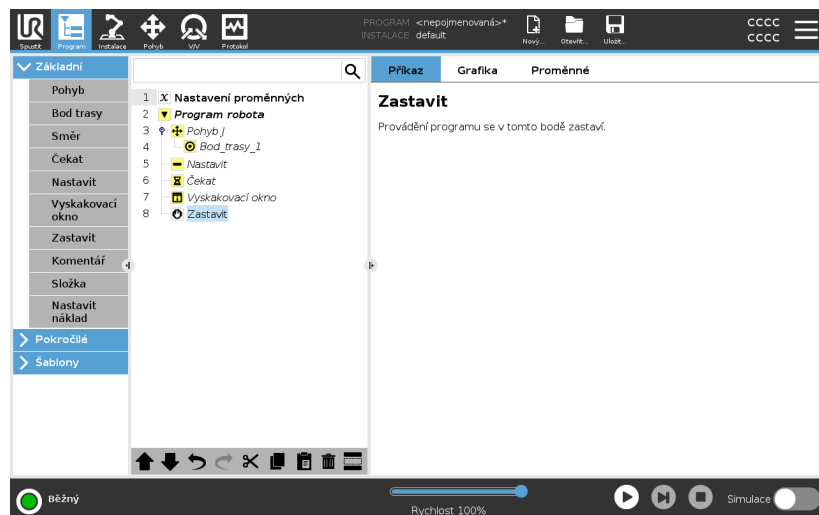 PROGRAM <nepojmenovaná>*
INSTALACE default
CCCC
CCCC
Spustit
Program
Instalace
Pohyb
V/V
Protokol
Nový...
Otevřít...
Uložit...
Základní
Pohyb
Bod trasy
Směr
Čekat
Nastavit
Vyskakovací
okno
Zastavit
Komentář
Složka
Nastavit
náklad
Pokročilé
Šablony
1 X Nastavení proměnných
2 Program robota
3 Pohyb J
4 Bod_trasy_1
5 Nastavit
6 Čekat
7 Vyskakovací okno
8 Zastavit
Příkaz Grafika Proměnné
Zastavit
Provádění programu se v tomto bodě zastaví.
Běžný
Rychlost 100%
Simulace